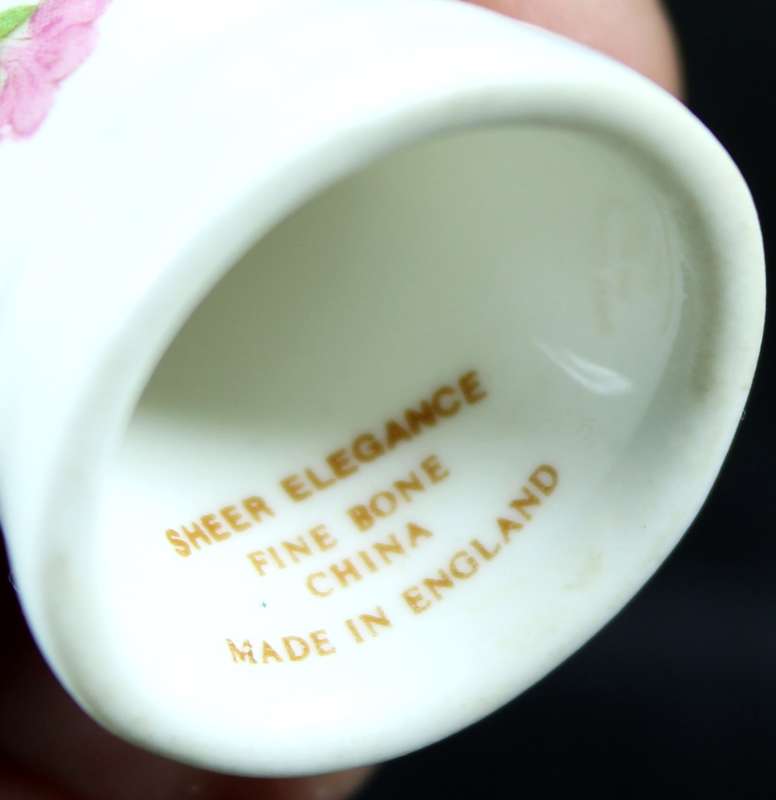 SHEER ELEGANCE
FINE BONE
CHINA
MADE IN ENGLAND